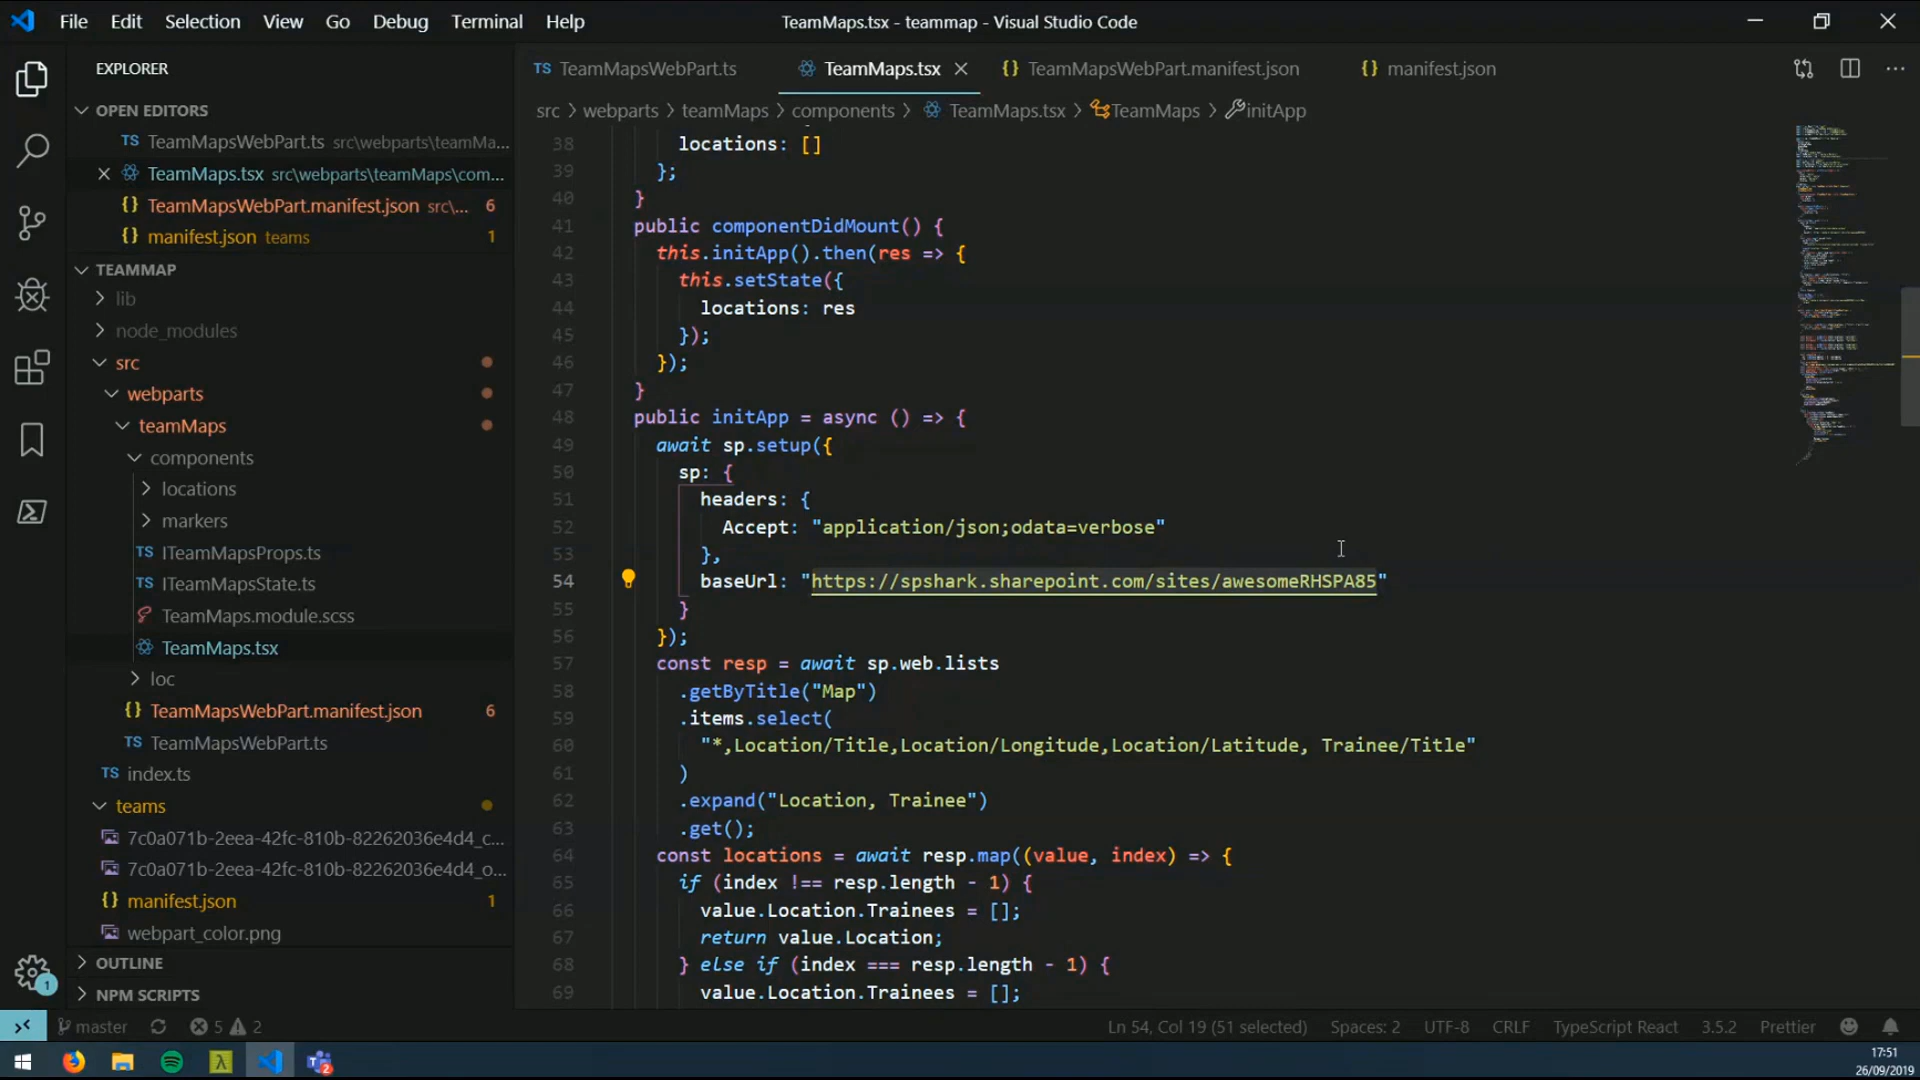 File Edit Selection View Go Debug Terminal Help
TeamMaps.tsx - teammap - Visual Studio Code
EXPLORER
OPEN EDITORS
TS TeamMapsWebPart.ts src\webparts\teamMa...
TeamMaps.tsx src\webparts\teamMaps\com...
{} TeamMapsWebPart.manifest.json src\... 6
{} manifest.json teams 1
TEAMMAP
lib
node_modules
src
webparts
teamMaps
components
locations
markers
TS ITeamMapsProps.ts
TS ITeamMapsState.ts
TeamMaps.module.scss
TeamMaps.tsx
loc
{} TeamMapsWebPart.manifest.json 6
TS TeamMapsWebPart.ts
TS index.ts
teams
7c0a071b-2eea-42fc-810b-82262036e4d4_c...
7c0a071b-2eea-42fc-810b-82262036e4d4_o...
{} manifest.json 1
webpart_color.png
OUTLINE
NPM SCRIPTS
TS TeamMapsWebPart.ts TeamMaps.tsx {} TeamMapsWebPart.manifest.json {} manifest.json
src > webparts > teamMaps > components > TeamMaps.tsx > TeamMaps > initApp
38 locations: []
39 };
40 }
41 public componentDidMount() {
42 this.initApp().then(res => {
43 this.setState({
44 locations: res
45 });
46 });
47 }
48 public initApp = async () => {
49 await sp.setup({
50 sp: {
51 headers: {
52 Accept: "application/json;odata=verbose"
53 },
54 baseUrl: "https://spshark.sharepoint.com/sites/awesomeRHSPA85"
55 }
56 });
57 const resp = await sp.web.lists
58 .getByTitle("Map")
59 .items.select(
60 "*,Location/Title,Location/Longitude,Location/Latitude, Trainee/Title"
61 )
62 .expand("Location, Trainee")
63 .get();
64 const locations = await resp.map((value, index) => {
65 if (index !== resp.length - 1) {
66 value.Location.Trainees = [];
67 return value.Location;
68 } else if (index === resp.length - 1) {
69 value.Location.Trainees = [];
1
master 5 2
Ln 54, Col 19 (51 selected) Spaces: 2 UTF-8 CRLF TypeScript React 3.5.2 Prettier
17:51
26/09/2019